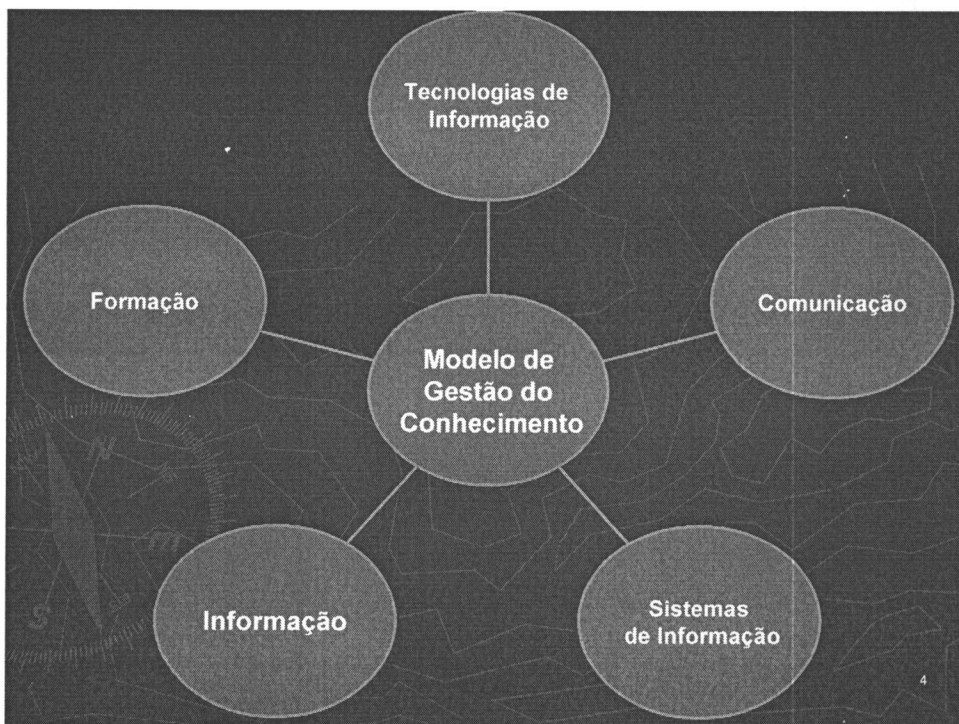 Tecnologias de
Informação
Formação
Comunicação
Modelo de
Gestão do
Conhecimento
Informação
Sistemas
de Informação
4
N
S